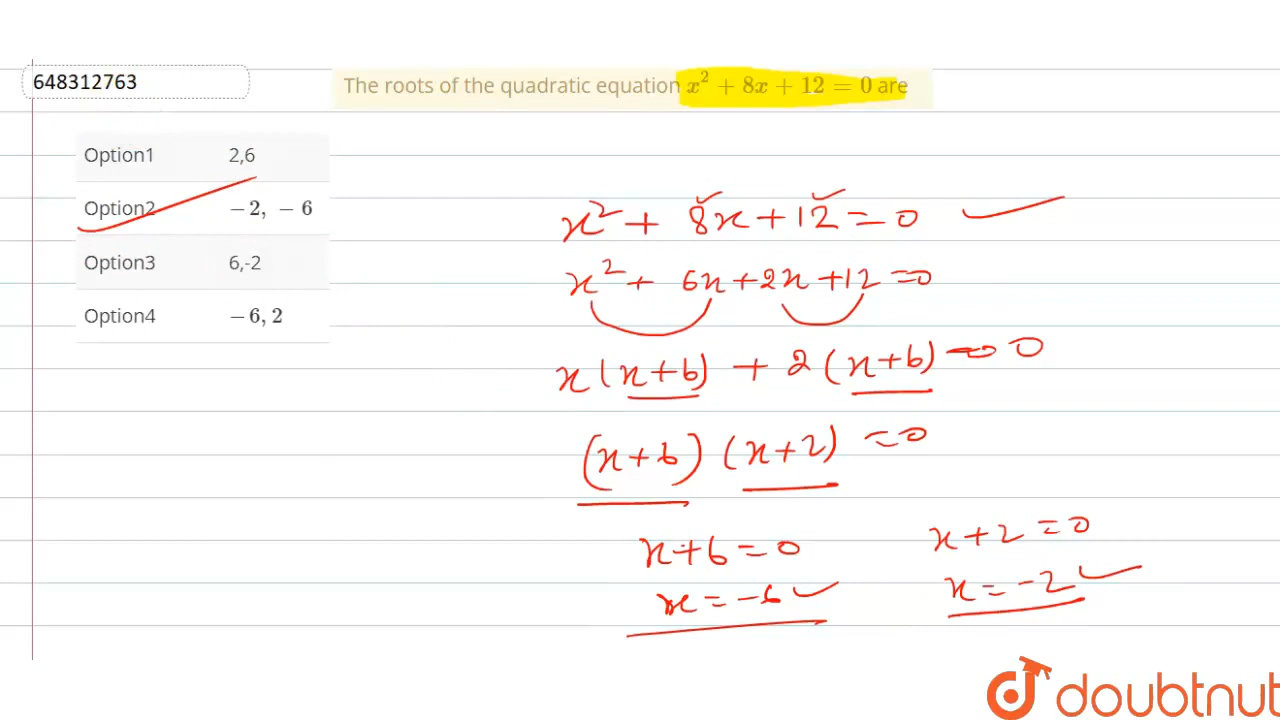 648312763
The roots of the quadratic equation x² + 8x + 12 = 0 are
Option1 2,6
Option2 −2, −6
Option3 6,-2
Option4 −6, 2
x² + 8x + 12 = 0
x² + 6x + 2x + 12 = 0
x(x+6) + 2(x+6) = 0
(x+6)(x+2) = 0
x+6 = 0 x+2 = 0
x = -6 x = -2
doubtnut